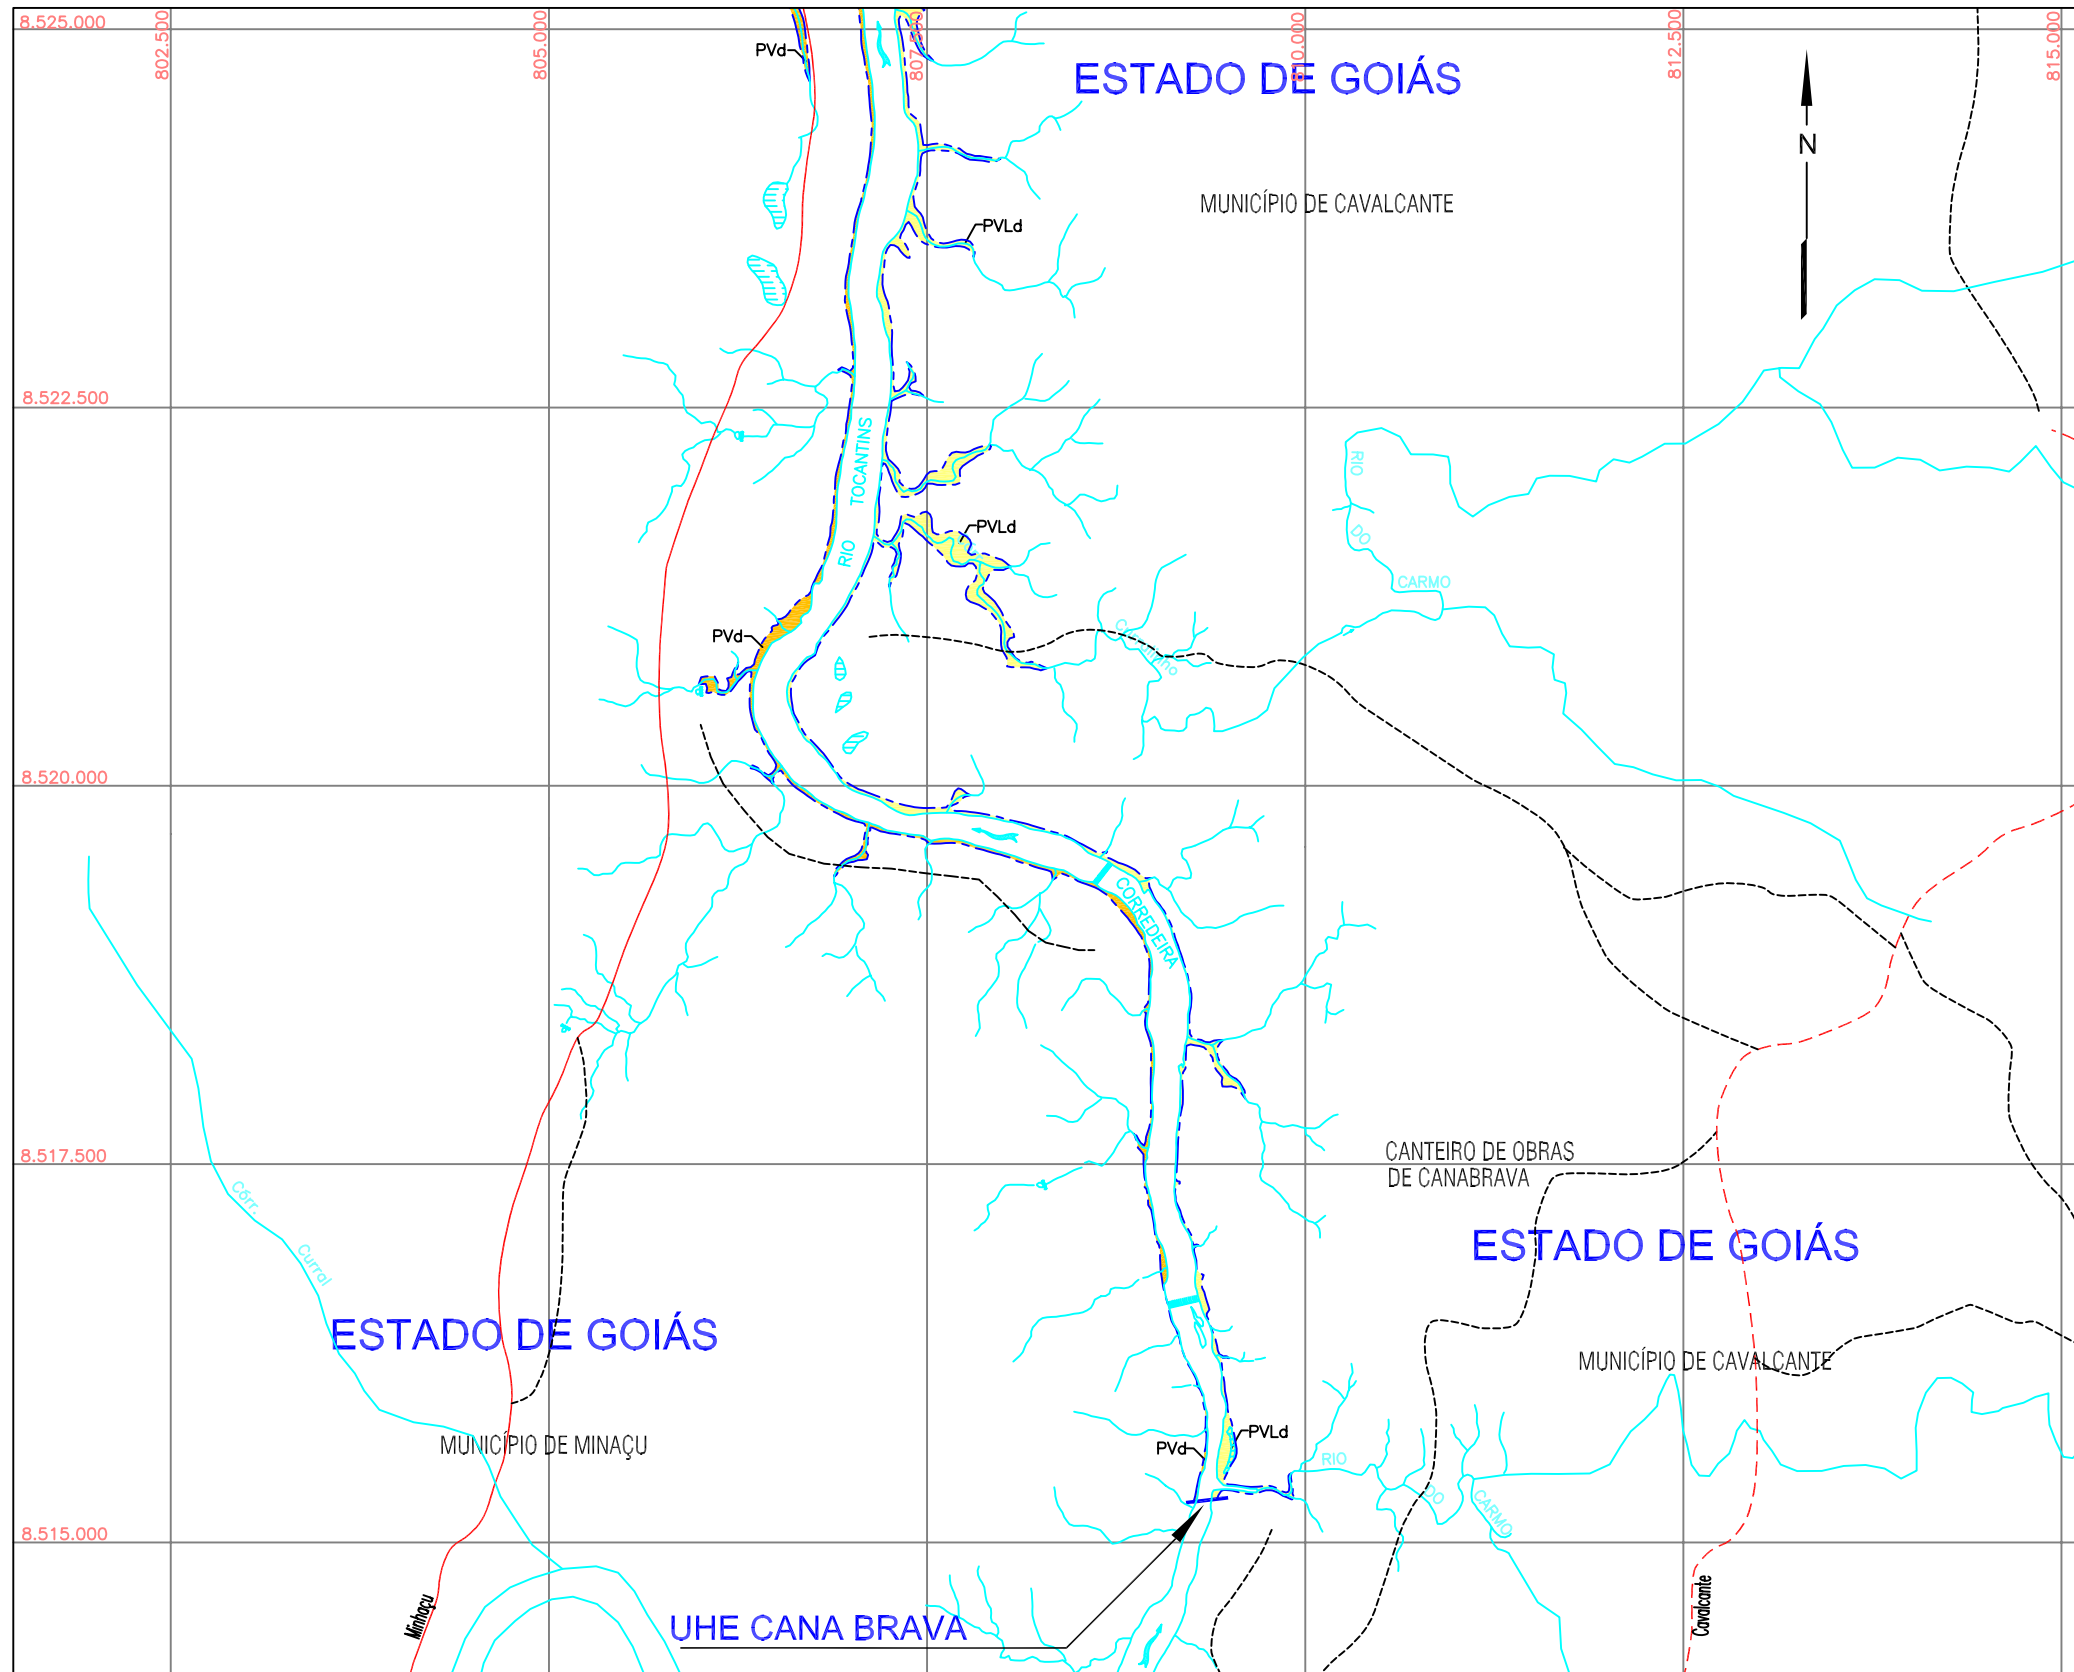 8.525.000
802.500
805.000
807.500
810.000
812.500
815.000
PVd
ESTADO DE GOIÁS
N
MUNICÍPIO DE CAVALCANTE
PVLd
8.522.500
RIO TOCANTINS
RIO
DO
CARMO
PVLd
PVd
8.520.000
CORREDEIRA
8.517.500
CANTEIRO DE OBRAS
DE CANABRAVA
Córr.
Curral
ESTADO DE GOIÁS
ESTADO DE GOIÁS
MUNICÍPIO DE CAVALCANTE
MUNICÍPIO DE MINAÇU
PVd
PVLd
RIO
DO
CARMO
8.515.000
Minhaçu
Cavalcante
UHE CANA BRAVA